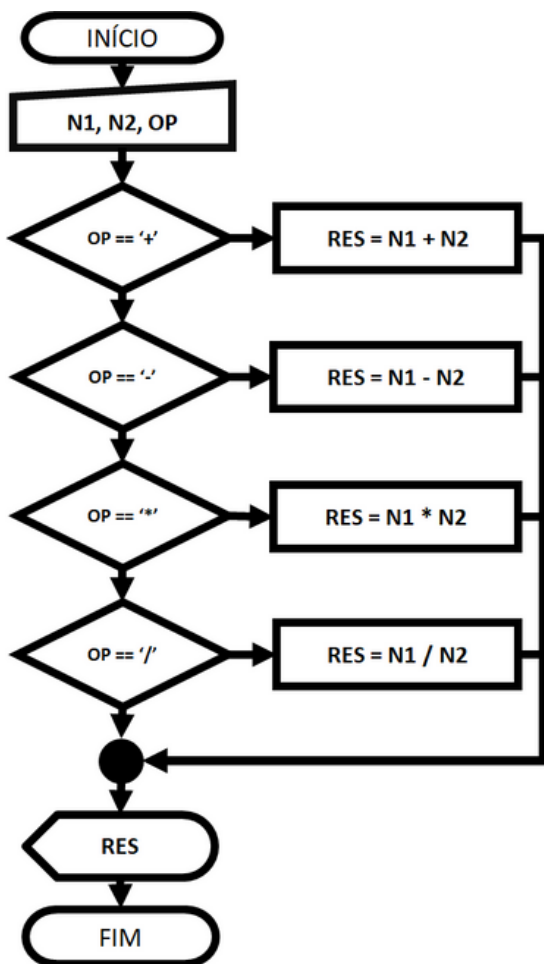 INÍCIO
N1, N2, OP
OP == ‘+’
RES = N1 + N2
OP == ‘-’
RES = N1 - N2
OP == ‘*’
RES = N1 * N2
OP == ‘/’
RES = N1 / N2
RES
FIM